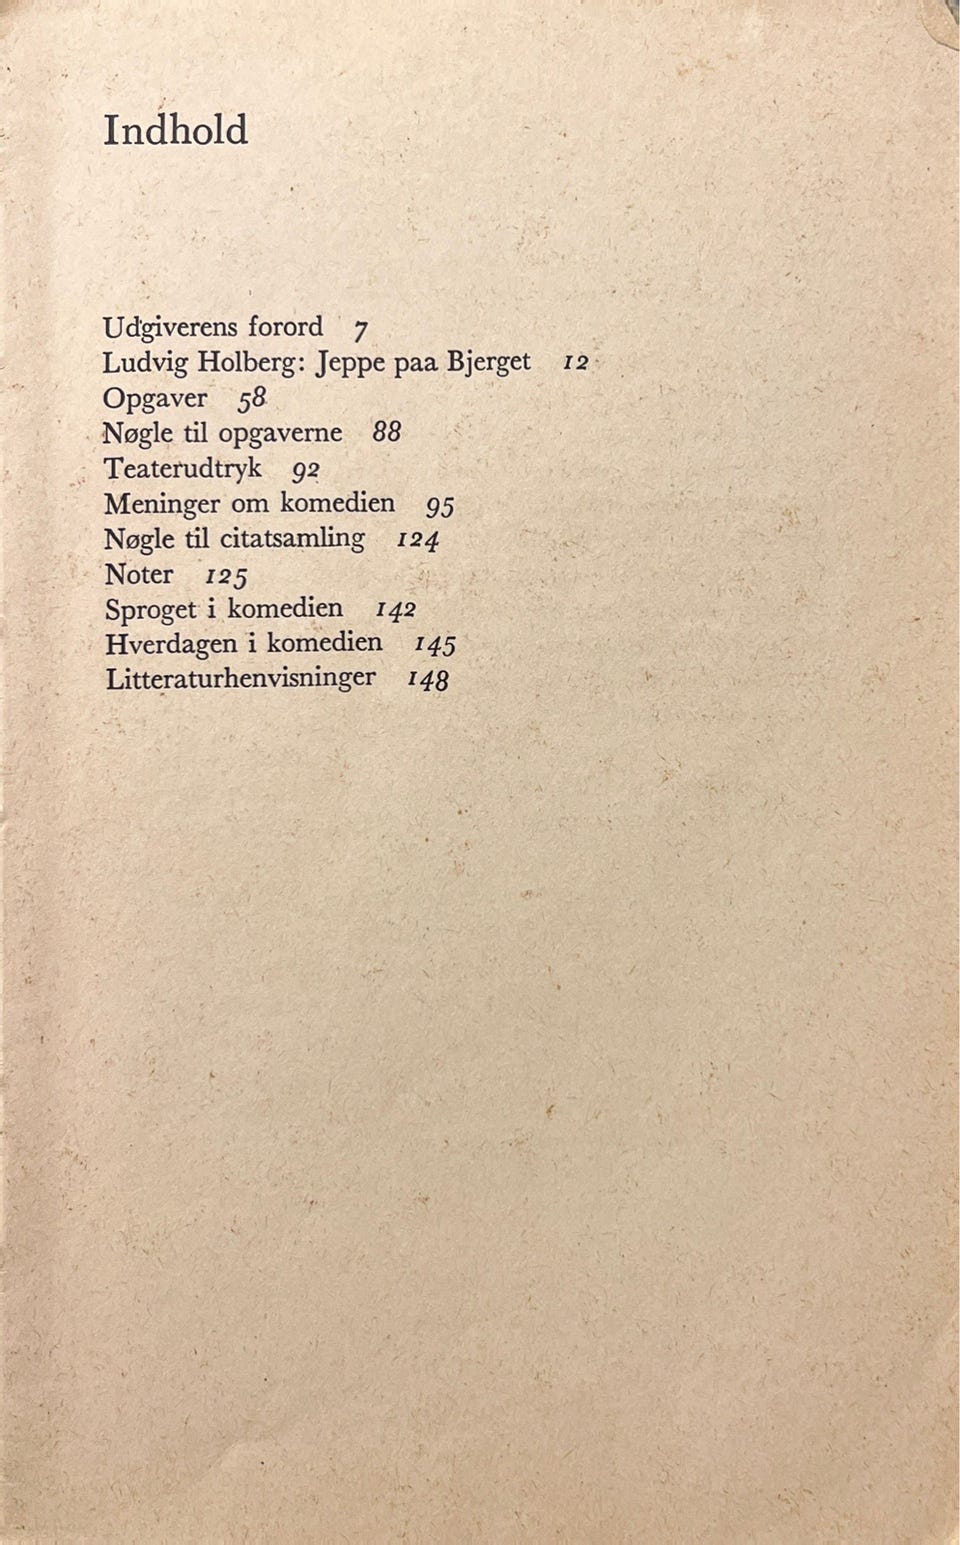 Indhold
Udgiverens forord 7
Ludvig Holberg: Jeppe paa Bjerget 12
Opgaver 58
Nøgle til opgaverne 88
Teaterudtryk 92
Meninger om komedien 95
Nøgle til citatsamling 124
Noter 125
Sproget i komedien 142
Hverdagen i komedien 145
Litteraturhenvisninger 148